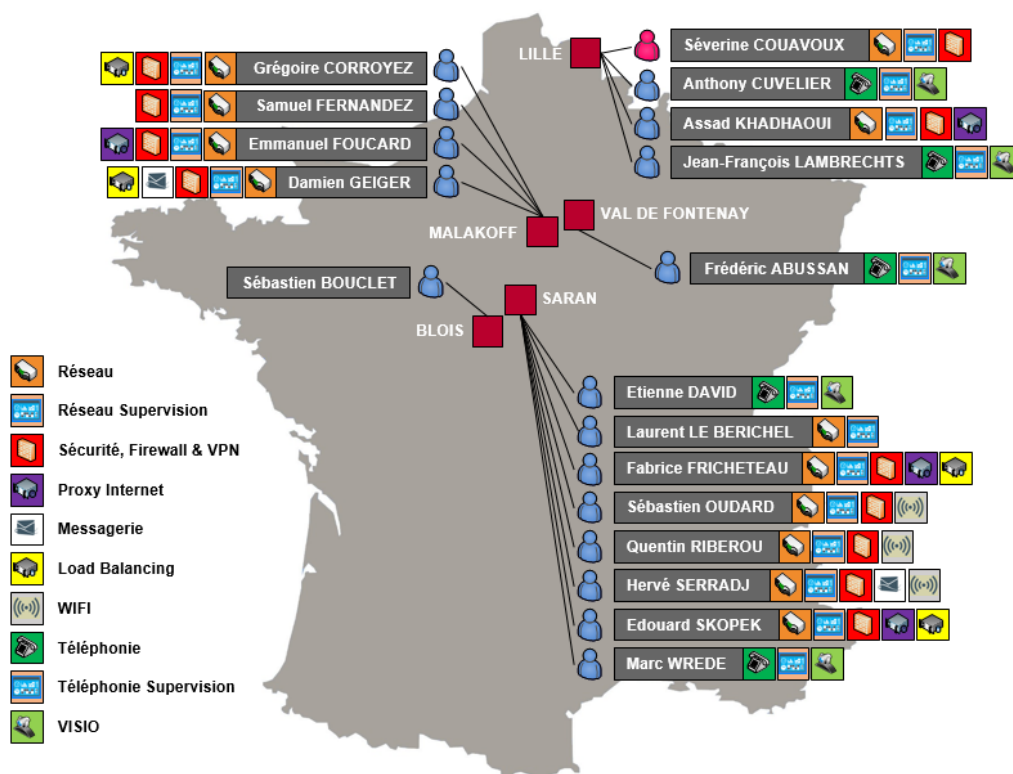 Grégoire CORROYEZ
Samuel FERNANDEZ
Emmanuel FOUCARD
Damien GEIGER
LILLE
Séverine COUAVOUX
Anthony CUVELIER
Assad KHADHAOUI
Jean-François LAMBRECHTS
MALAKOFF
VAL DE FONTENAY
Frédéric ABUSSAN
Sébastien BOUCLET
SARAN
BLOIS
Etienne DAVID
Laurent LE BERICHEL
Fabrice FRICHETEAU
Sébastien OUDARD
Quentin RIBEROU
Hervé SERRADJ
Edouard SKOPEK
Marc WREDE
Réseau
Réseau Supervision
Sécurité, Firewall & VPN
Proxy Internet
Messagerie
Load Balancing
WIFI
Téléphonie
Téléphonie Supervision
VISIO